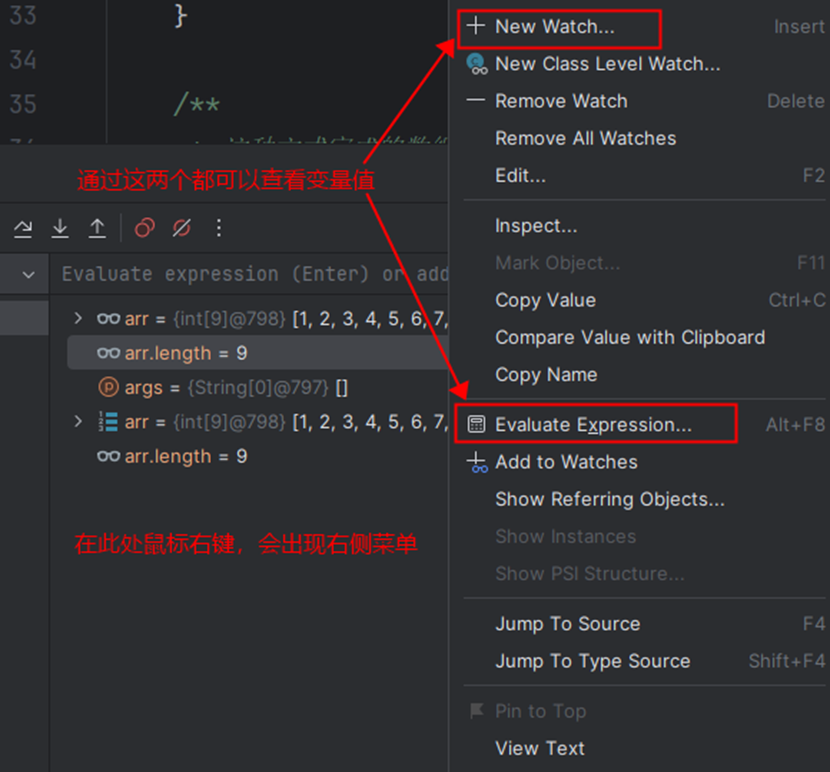 33 }
34
35 /**
通过这两个都可以查看变量值
Evaluate expression (Enter) or add
arr = {int[9]@798} [1, 2, 3, 4, 5, 6, 7,
arr.length = 9
args = {String[0]@797} []
arr = {int[9]@798} [1, 2, 3, 4, 5, 6, 7,
arr.length = 9
在此处鼠标右键，会出现右侧菜单
New Watch... Insert
New Class Level Watch...
Remove Watch Delete
Remove All Watches
Edit... F2
Inspect...
Mark Object... F11
Copy Value Ctrl+C
Compare Value with Clipboard
Copy Name
Evaluate Expression... Alt+F8
Add to Watches
Show Referring Objects...
Show Instances
Show PSI Structure...
Jump To Source F4
Jump To Type Source Shift+F4
Pin to Top
View Text